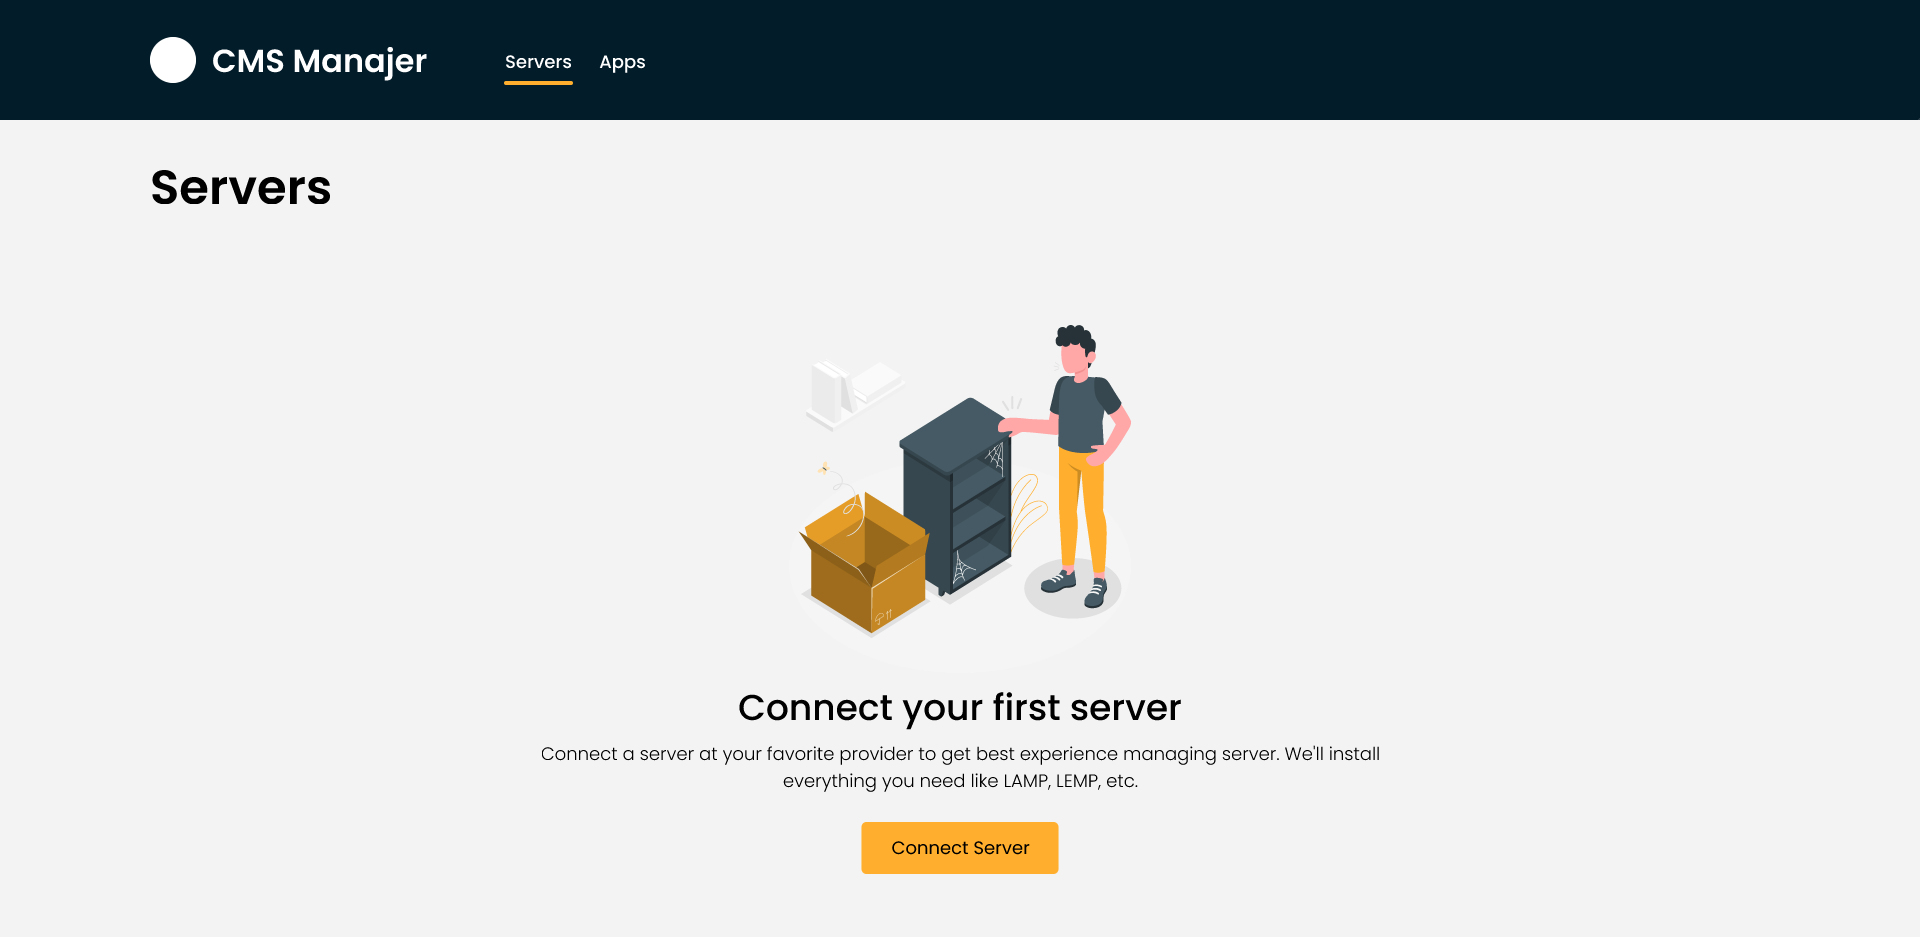 CMS Manajer
Servers
Apps
Servers
Connect your first server
Connect a server at your favorite provider to get best experience managing server. We'll install
everything you need like LAMP, LEMP, etc.
Connect Server